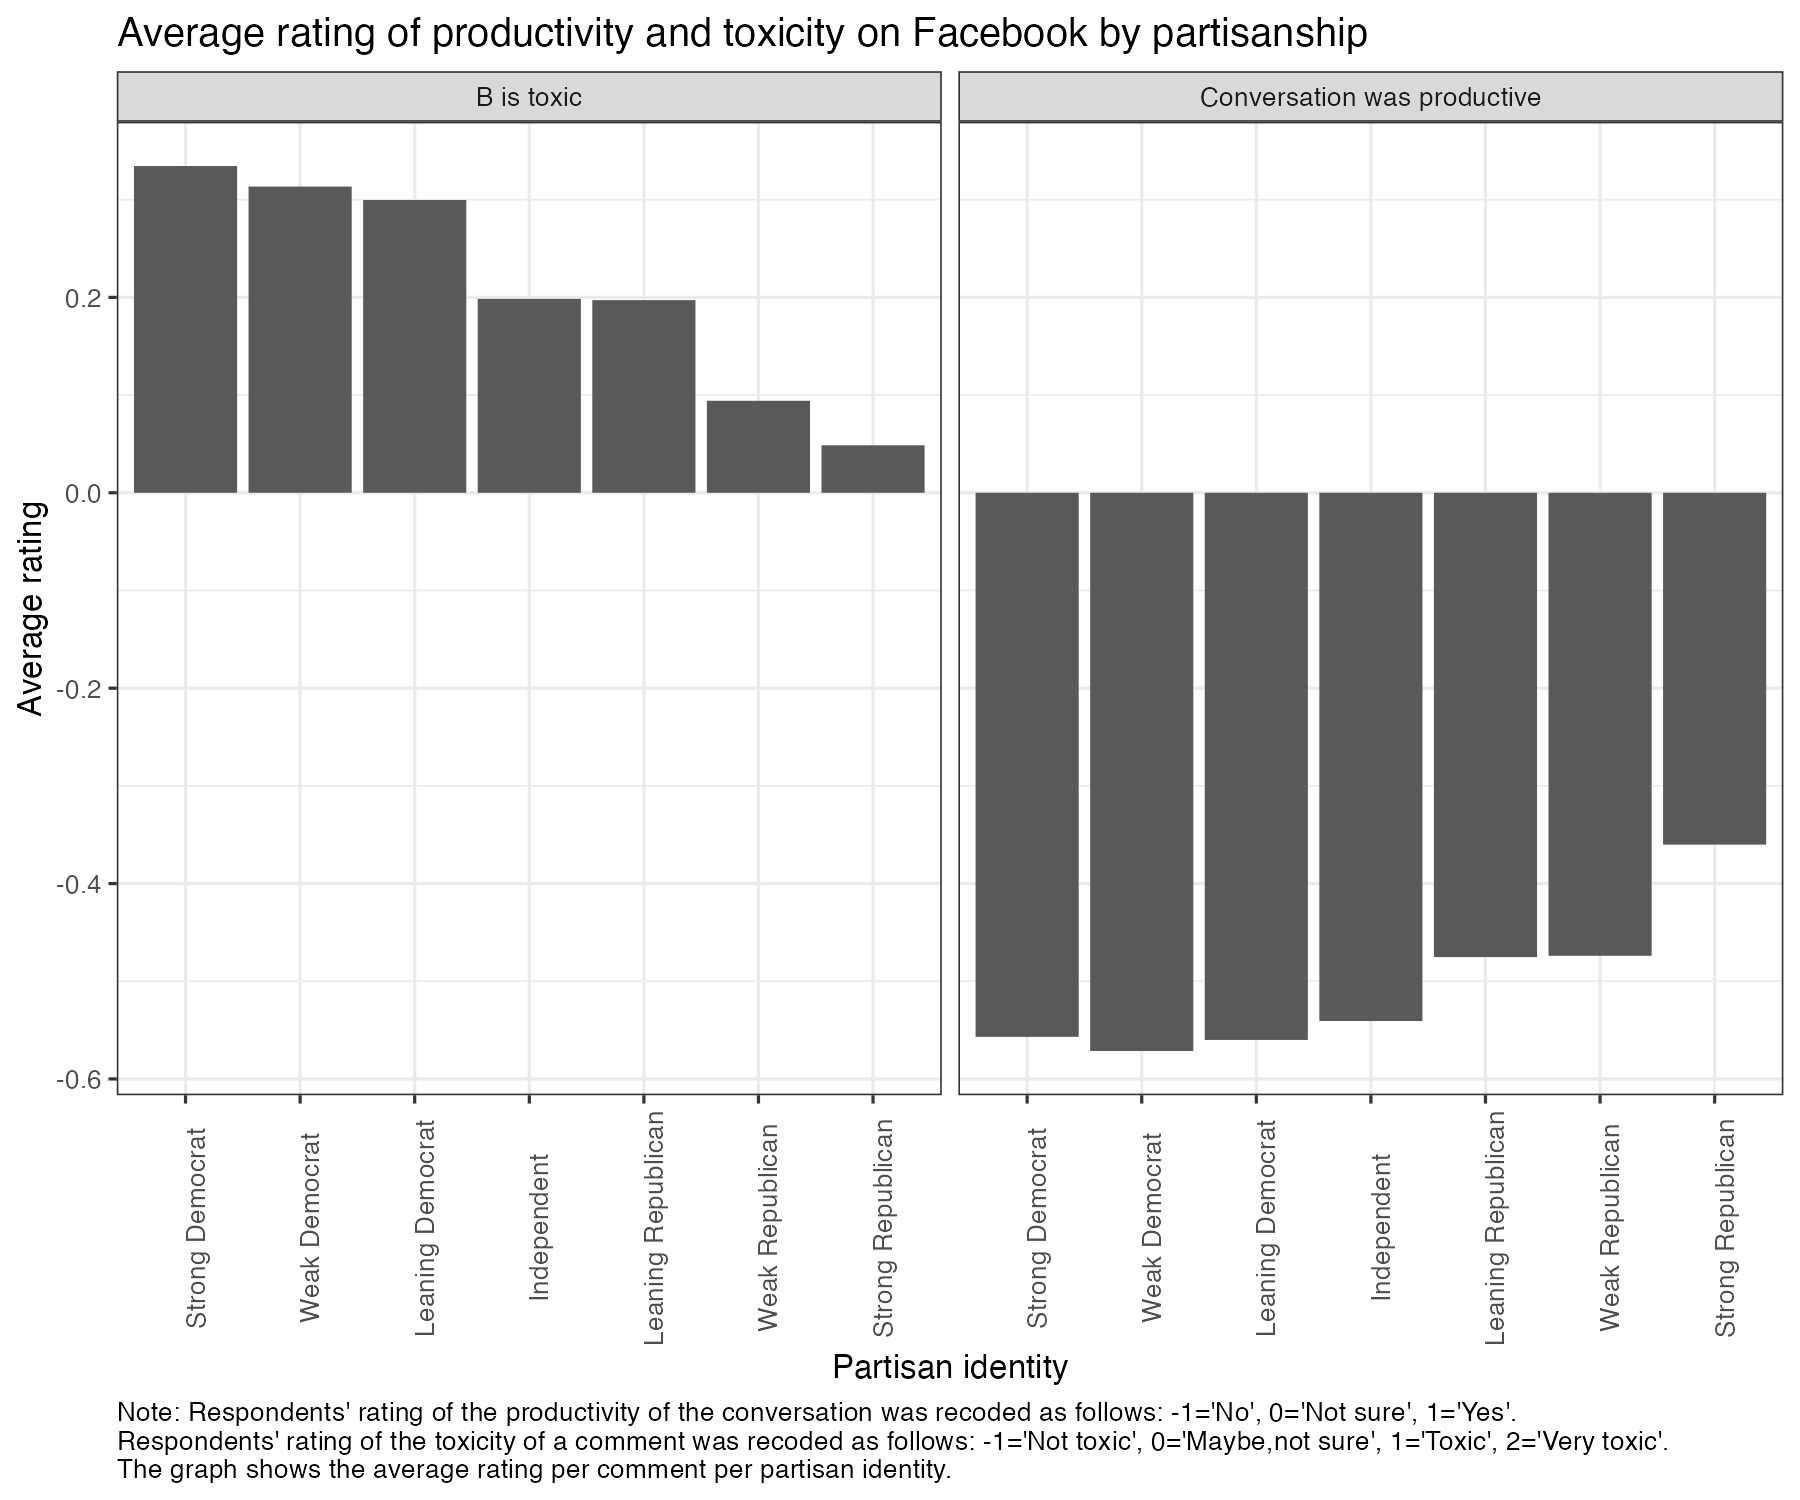 Average rating of productivity and toxicity on Facebook by partisanship
B is toxic
Conversation was productive
Average rating
0.2
0.0
-0.2
-0.4
-0.6
Strong Democrat
Weak Democrat
Leaning Democrat
Independent
Leaning Republican
Weak Republican
Strong Republican
Strong Democrat
Weak Democrat
Leaning Democrat
Independent
Leaning Republican
Weak Republican
Strong Republican
Partisan identity
Note: Respondents' rating of the productivity of the conversation was recoded as follows: -1='No', 0='Not sure', 1='Yes'.
Respondents' rating of the toxicity of a comment was recoded as follows: -1='Not toxic', 0='Maybe,not sure', 1='Toxic', 2='Very toxic'.
The graph shows the average rating per comment per partisan identity.